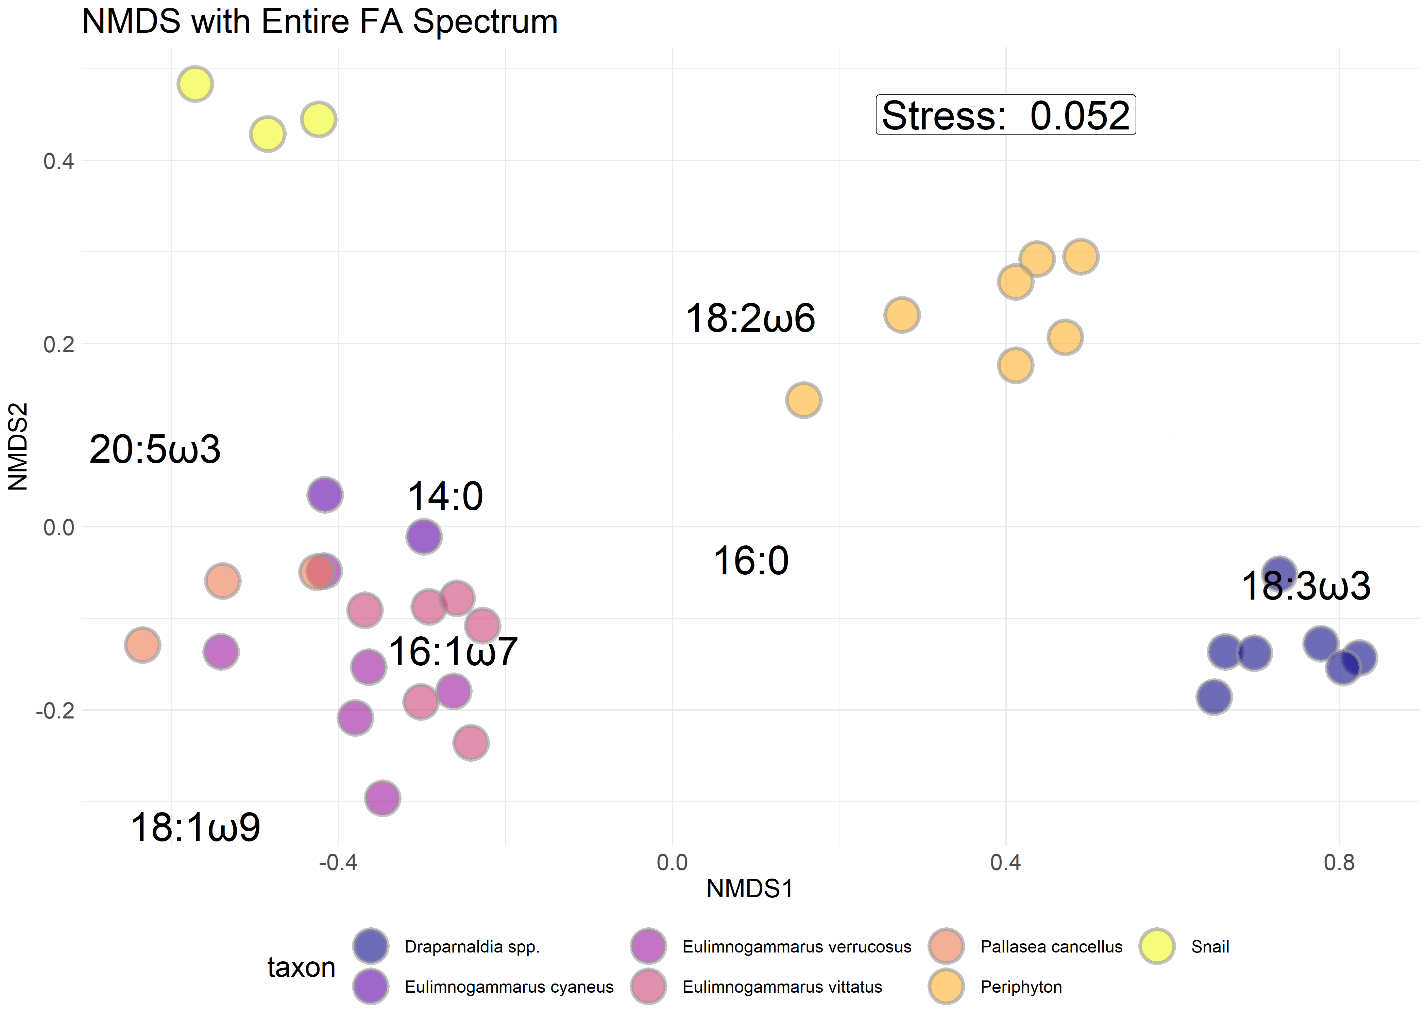 NMDS with Entire FA Spectrum
Stress: 0.052
0.4
18:2ω6
0.2
NMDS2
20:5ω3
14:0
0.0
16:0
18:3ω3
16:1ω7
-0.2
18:1ω9
-0.4 0.0 0.4 0.8
NMDS1
taxon
Draparnaldia spp. Eulimnogammarus verrucosus Pallasea cancellus Snail
Eulimnogammarus cyaneus Eulimnogammarus vittatus Periphyton